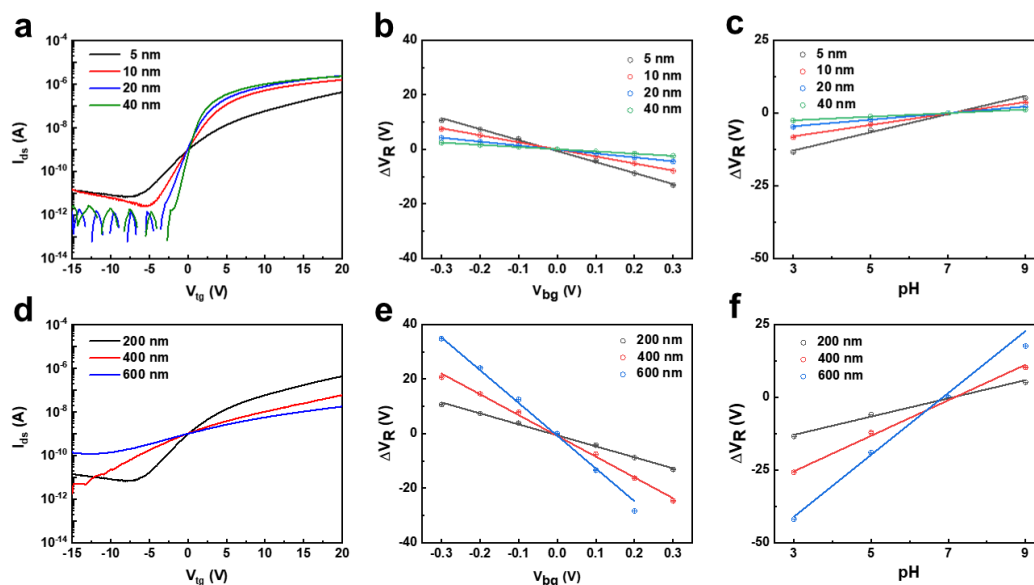 a
I_ds (A)
10^-4
10^-6
10^-8
10^-10
10^-12
10^-14
5 nm
10 nm
20 nm
40 nm
-15 -10 -5 0 5 10 15 20
V_tg (V)
b
ΔV_R (V)
40
20
0
-20
-40
5 nm
10 nm
20 nm
40 nm
-0.3 -0.2 -0.1 0.0 0.1 0.2 0.3
V_bg (V)
c
ΔV_R (V)
25
0
-25
-50
5 nm
10 nm
20 nm
40 nm
3 5 7 9
pH
d
I_ds (A)
10^-4
10^-6
10^-8
10^-10
10^-12
10^-14
200 nm
400 nm
600 nm
-15 -10 -5 0 5 10 15 20
V_tg (V)
e
ΔV_R (V)
40
20
0
-20
-40
200 nm
400 nm
600 nm
-0.3 -0.2 -0.1 0.0 0.1 0.2 0.3
V_bg (V)
f
ΔV_R (V)
25
0
-25
-50
200 nm
400 nm
600 nm
3 5 7 9
pH